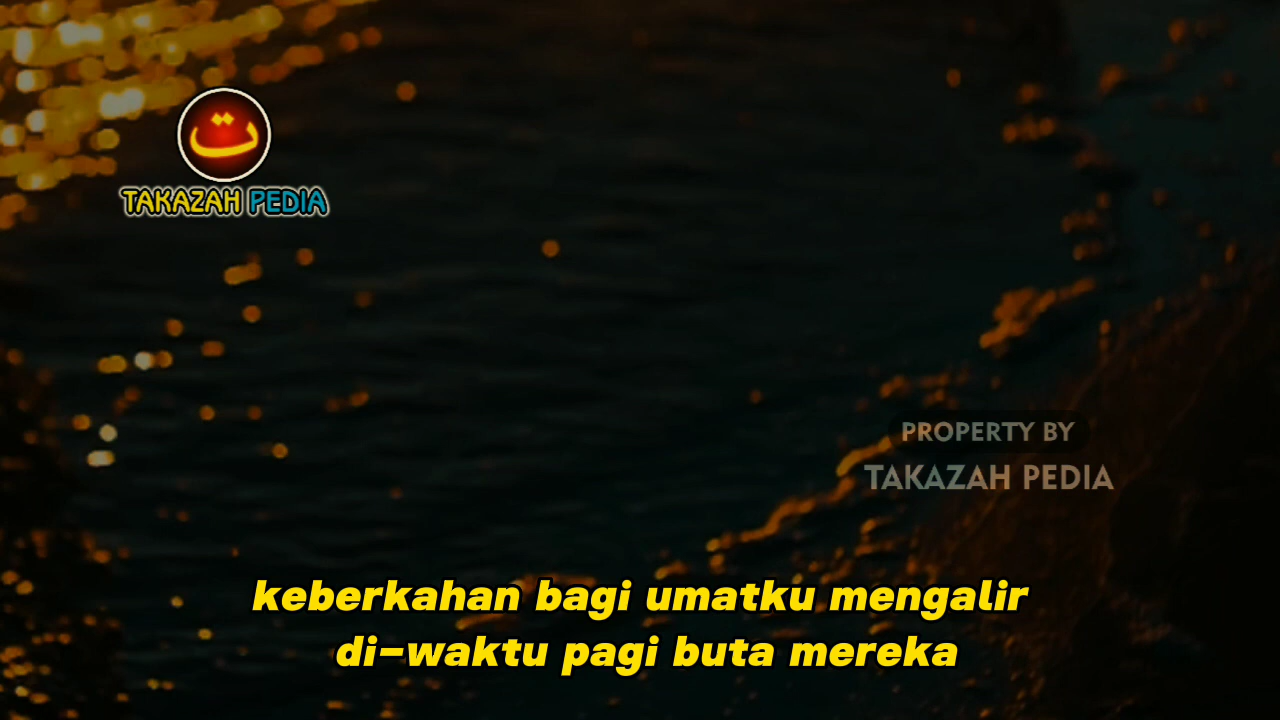 ت
TAKAZAH PEDIA
PROPERTY BY
TAKAZAH PEDIA
keberkahan bagi umatku mengalir
di-waktu pagi buta mereka